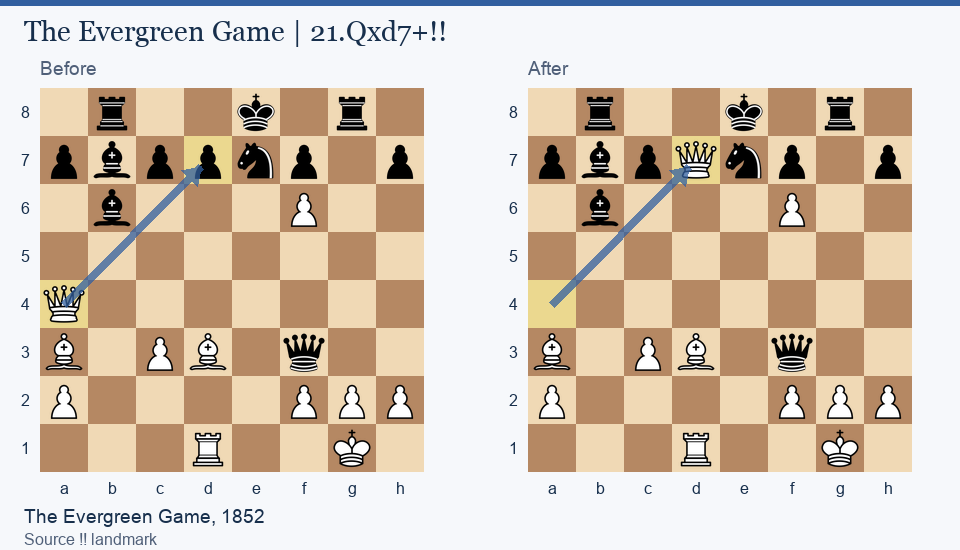 The Evergreen Game | 21.Qxd7+!!
Before
After
8
7
6
5
4
3
2
1
a b c d e f g h
8
7
6
5
4
3
2
1
a b c d e f g h
The Evergreen Game, 1852
Source !! landmark